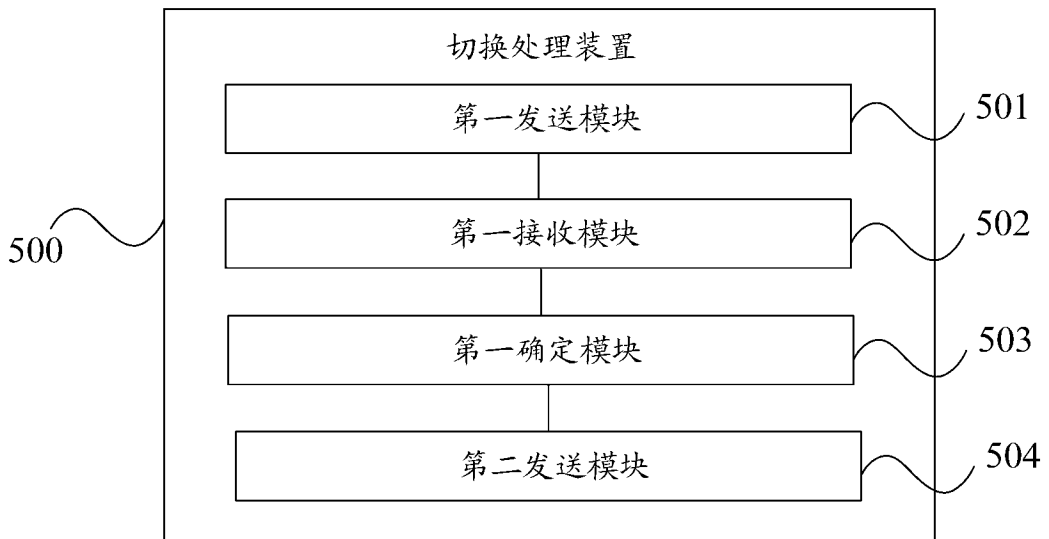 切换处理装置
第一发送模块
501
第一接收模块
502
500
第一确定模块
503
第二发送模块
504